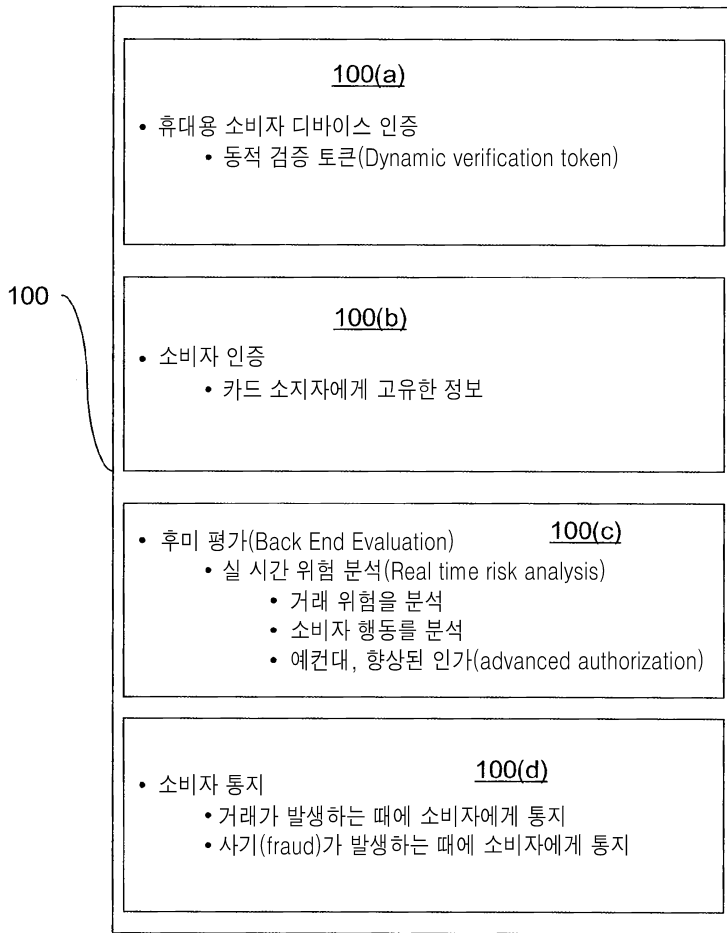 100(a)
• 휴대용 소비자 디바이스 인증
• 동적 검증 토큰(Dynamic verification token)
100
100(b)
• 소비자 인증
• 카드 소지자에게 고유한 정보
• 후미 평가(Back End Evaluation) 100(c)
• 실 시간 위험 분석(Real time risk analysis)
• 거래 위험을 분석
• 소비자 행동를 분석
• 예컨대, 향상된 인가(advanced authorization)
100(d)
• 소비자 통지
• 거래가 발생하는 때에 소비자에게 통지
• 사기(fraud)가 발생하는 때에 소비자에게 통지